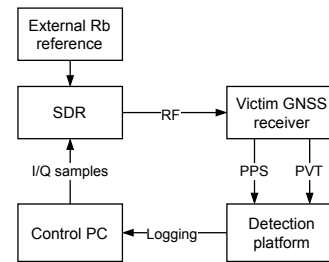 External Rb
reference
SDR
RF
Victim GNSS
receiver
I/Q samples
PPS
PVT
Control PC
Logging
Detection
platform